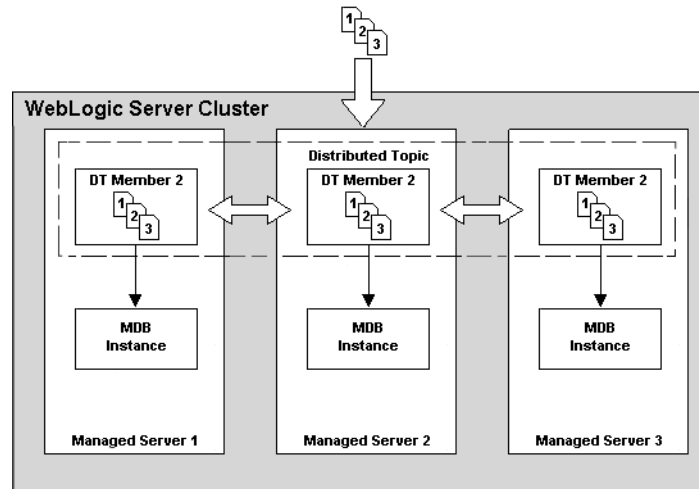 1
2
3
WebLogic Server Cluster
Distributed Topic
DT Member 2
1
2
3
DT Member 2
1
2
3
DT Member 2
1
2
3
MDB
Instance
MDB
Instance
MDB
Instance
Managed Server 1
Managed Server 2
Managed Server 3